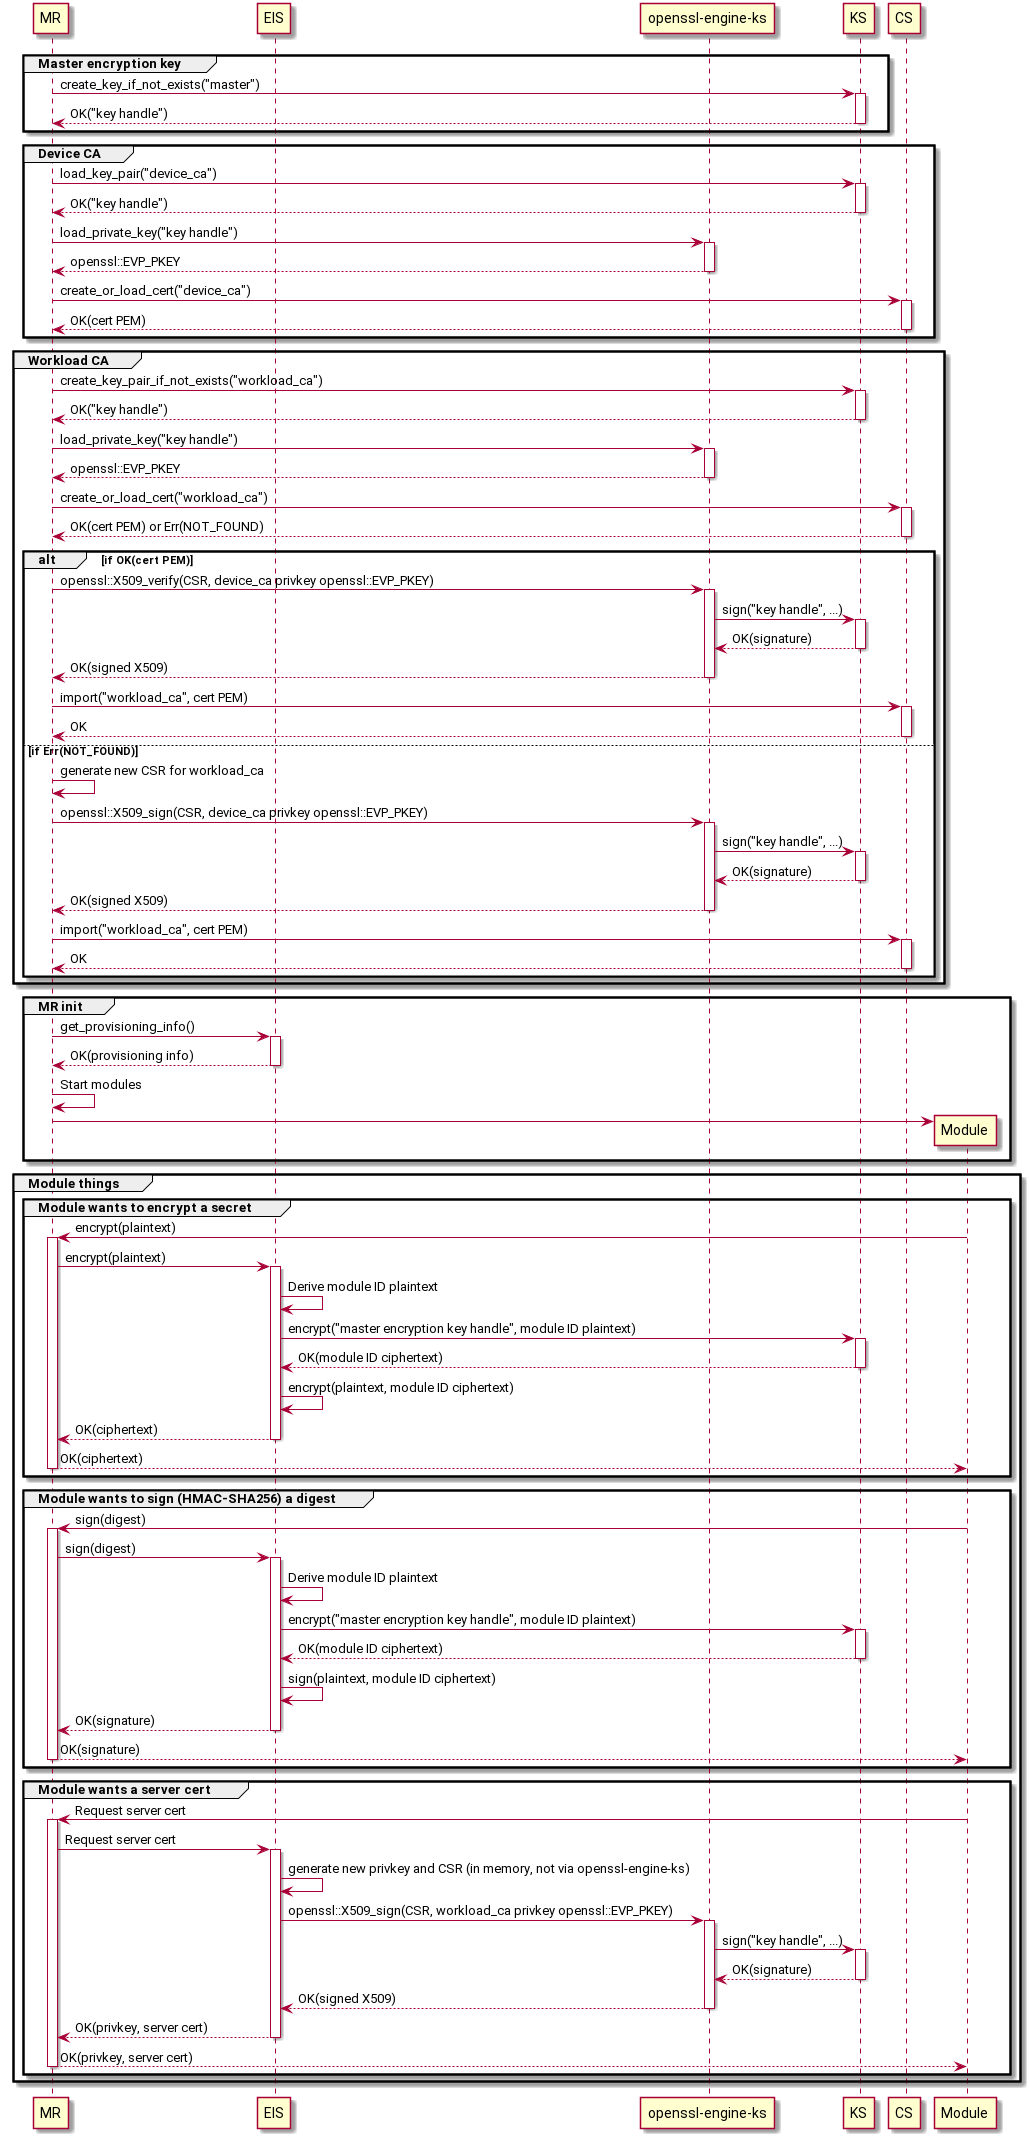 MR
EIS
openssl-engine-ks
KS
CS
Master encryption key
create_key_if_not_exists("master")
OK("key handle")
Device CA
load_key_pair("device_ca")
OK("key handle")
load_private_key("key handle")
openssl::EVP_PKEY
create_or_load_cert("device_ca")
OK(cert PEM)
Workload CA
create_key_pair_if_not_exists("workload_ca")
OK("key handle")
load_private_key("key handle")
openssl::EVP_PKEY
create_or_load_cert("workload_ca")
OK(cert PEM) or Err(NOT_FOUND)
alt [if OK(cert PEM)]
openssl::X509_verify(CSR, device_ca privkey openssl::EVP_PKEY)
sign("key handle", ...)
OK(signature)
OK(signed X509)
import("workload_ca", cert PEM)
OK
[if Err(NOT_FOUND)]
generate new CSR for workload_ca
openssl::X509_sign(CSR, device_ca privkey openssl::EVP_PKEY)
sign("key handle", ...)
OK(signature)
OK(signed X509)
import("workload_ca", cert PEM)
OK
MR init
get_provisioning_info()
OK(provisioning info)
Start modules
Module
Module things
Module wants to encrypt a secret
encrypt(plaintext)
encrypt(plaintext)
Derive module ID plaintext
encrypt("master encryption key handle", module ID plaintext)
OK(module ID ciphertext)
encrypt(plaintext, module ID ciphertext)
OK(ciphertext)
OK(ciphertext)
Module wants to sign (HMAC-SHA256) a digest
sign(digest)
sign(digest)
Derive module ID plaintext
encrypt("master encryption key handle", module ID plaintext)
OK(module ID ciphertext)
sign(plaintext, module ID ciphertext)
OK(signature)
OK(signature)
Module wants a server cert
Request server cert
Request server cert
generate new privkey and CSR (in memory, not via openssl-engine-ks)
openssl::X509_sign(CSR, workload_ca privkey openssl::EVP_PKEY)
sign("key handle", ...)
OK(signature)
OK(signed X509)
OK(privkey, server cert)
OK(privkey, server cert)
MR
EIS
openssl-engine-ks
KS
CS
Module